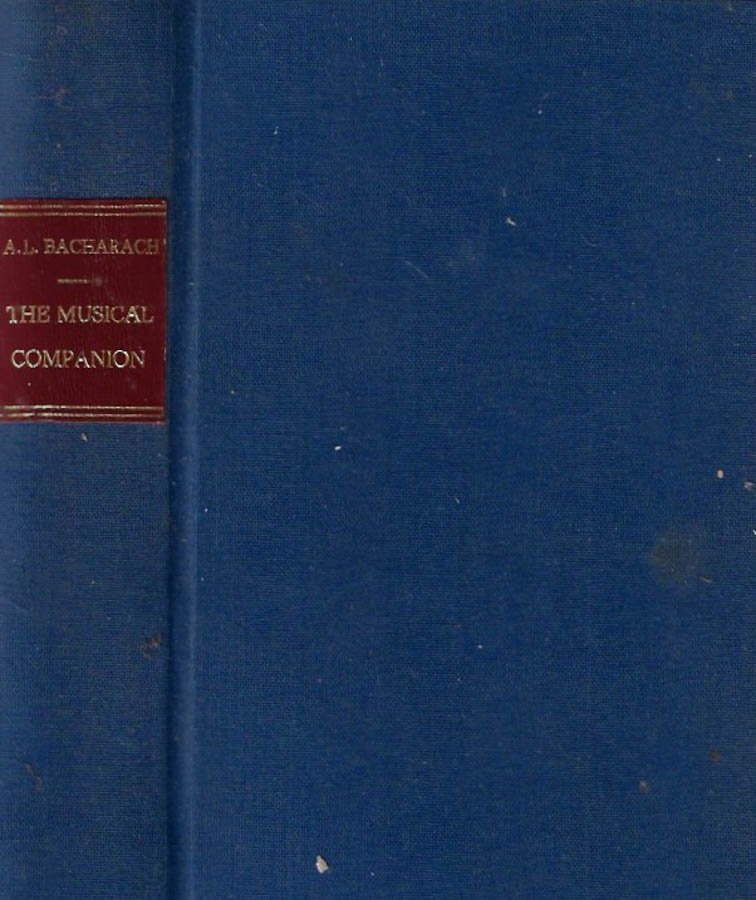 A.L. BACHARACH
THE MUSICAL
COMPANION